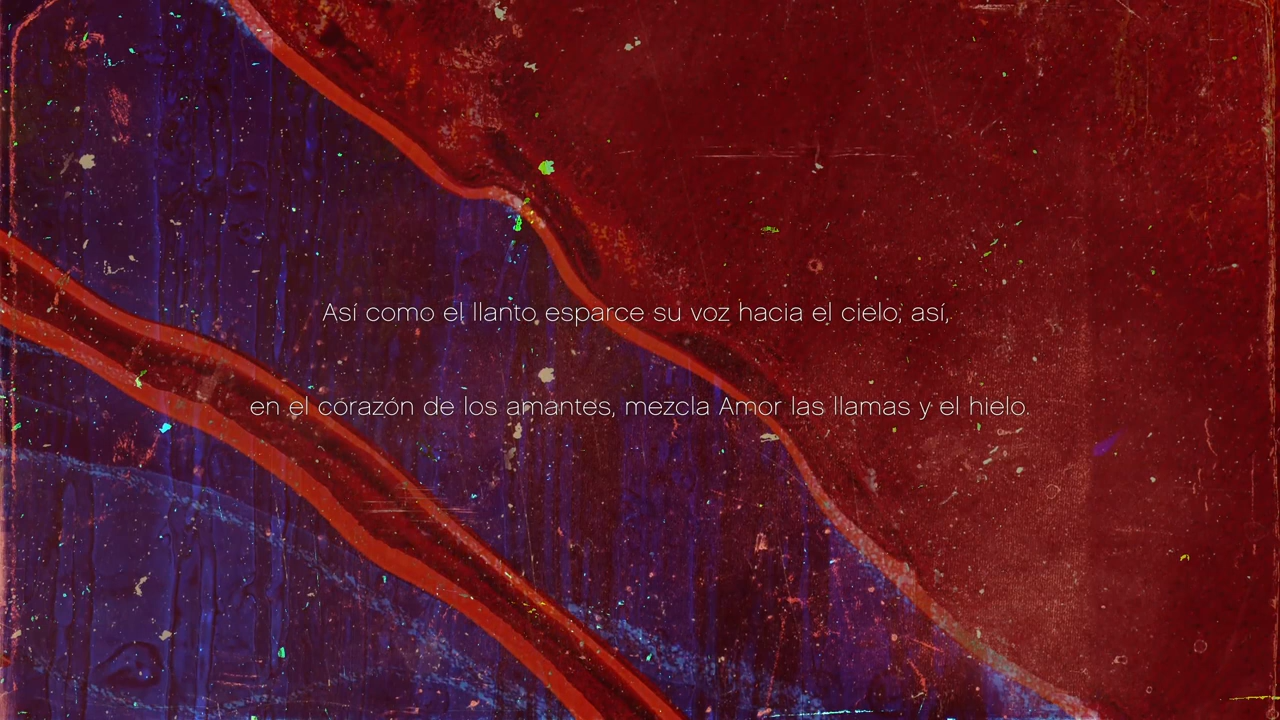 Así como el llanto esparce su voz hacia el cielo; así,
en el corazón de los amantes, mezcla Amor las llamas y el hielo.